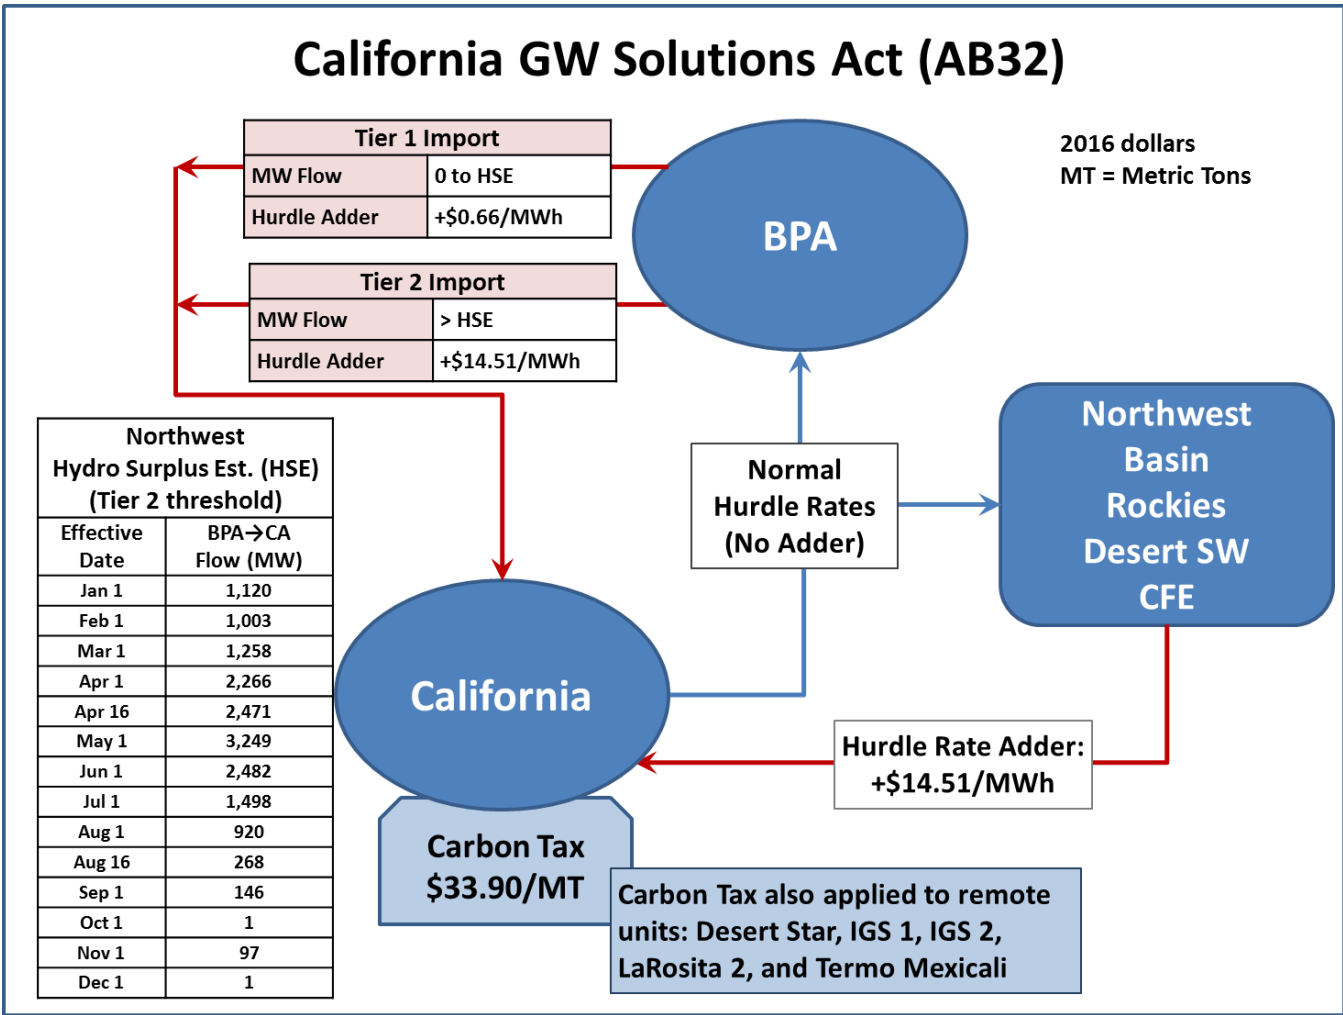 California GW Solutions Act (AB32)
2016 dollars
MT = Metric Tons
Tier 1 Import
MW Flow 0 to HSE
Hurdle Adder +$0.66/MWh
BPA
Tier 2 Import
MW Flow > HSE
Hurdle Adder +$14.51/MWh
Northwest
Basin
Rockies
Desert SW
CFE
Normal
Hurdle Rates
(No Adder)
Northwest
Hydro Surplus Est. (HSE)
(Tier 2 threshold)
Effective Date BPA→CA Flow (MW)
Jan 1 1,120
Feb 1 1,003
Mar 1 1,258
Apr 1 2,266
Apr 16 2,471
May 1 3,249
Jun 1 2,482
Jul 1 1,498
Aug 1 920
Aug 16 268
Sep 1 146
Oct 1 1
Nov 1 97
Dec 1 1
California
Hurdle Rate Adder:
+$14.51/MWh
Carbon Tax
$33.90/MT
Carbon Tax also applied to remote
units: Desert Star, IGS 1, IGS 2,
LaRosita 2, and Termo Mexicali